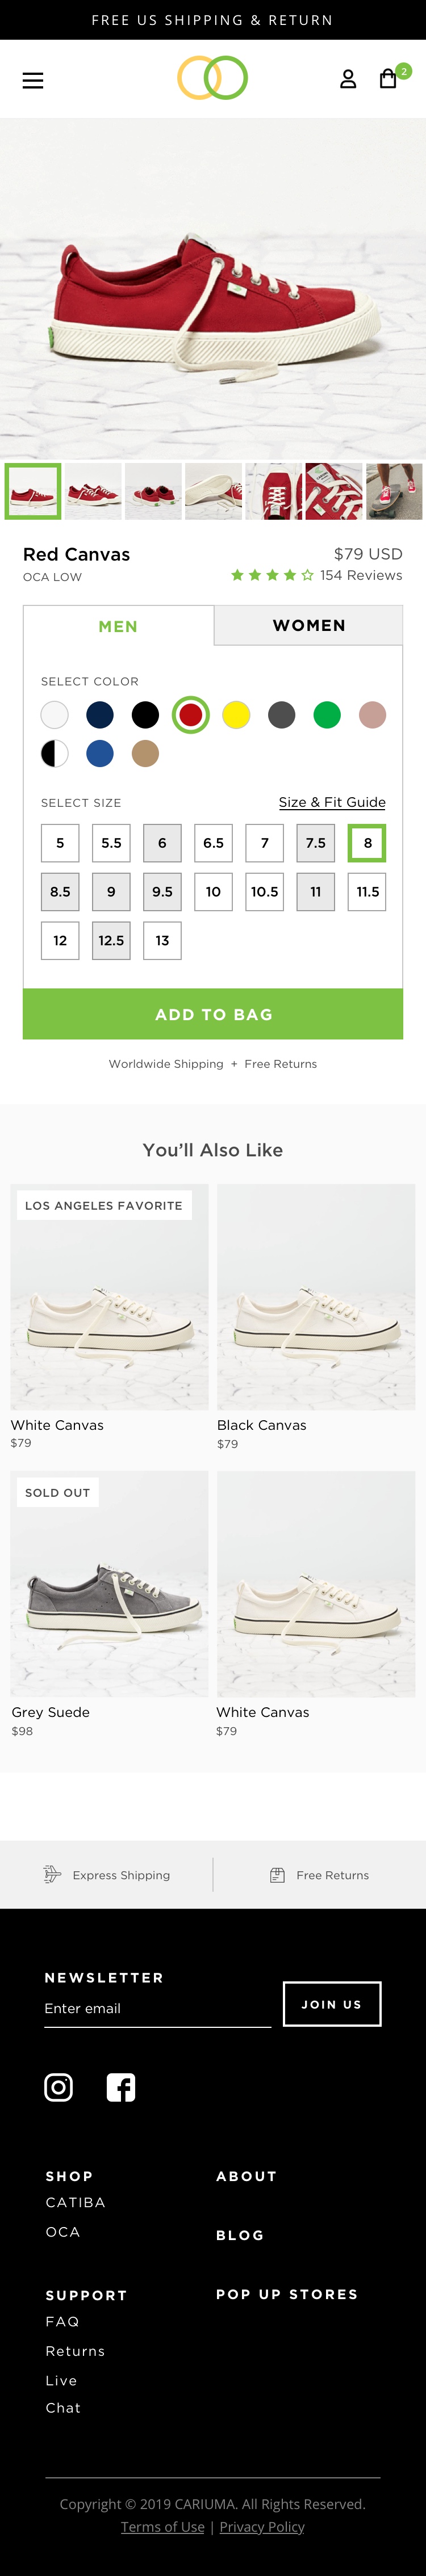 FREE US SHIPPING & RETURN
2
Red Canvas
$79 USD
OCA LOW
154 Reviews
MEN
WOMEN
SELECT COLOR
SELECT SIZE
Size & Fit Guide
5 5.5 6 6.5 7 7.5 8
8.5 9 9.5 10 10.5 11 11.5
12 12.5 13
ADD TO BAG
Worldwide Shipping + Free Returns
You’ll Also Like
LOS ANGELES FAVORITE
White Canvas
$79
Black Canvas
$79
SOLD OUT
Grey Suede
$98
White Canvas
$79
Express Shipping
Free Returns
NEWSLETTER
Enter email
JOIN US
SHOP
CATIBA
OCA
ABOUT
BLOG
POP UP STORES
SUPPORT
FAQ
Returns
Live
Chat
Copyright © 2019 CARIUMA. All Rights Reserved.
Terms of Use | Privacy Policy